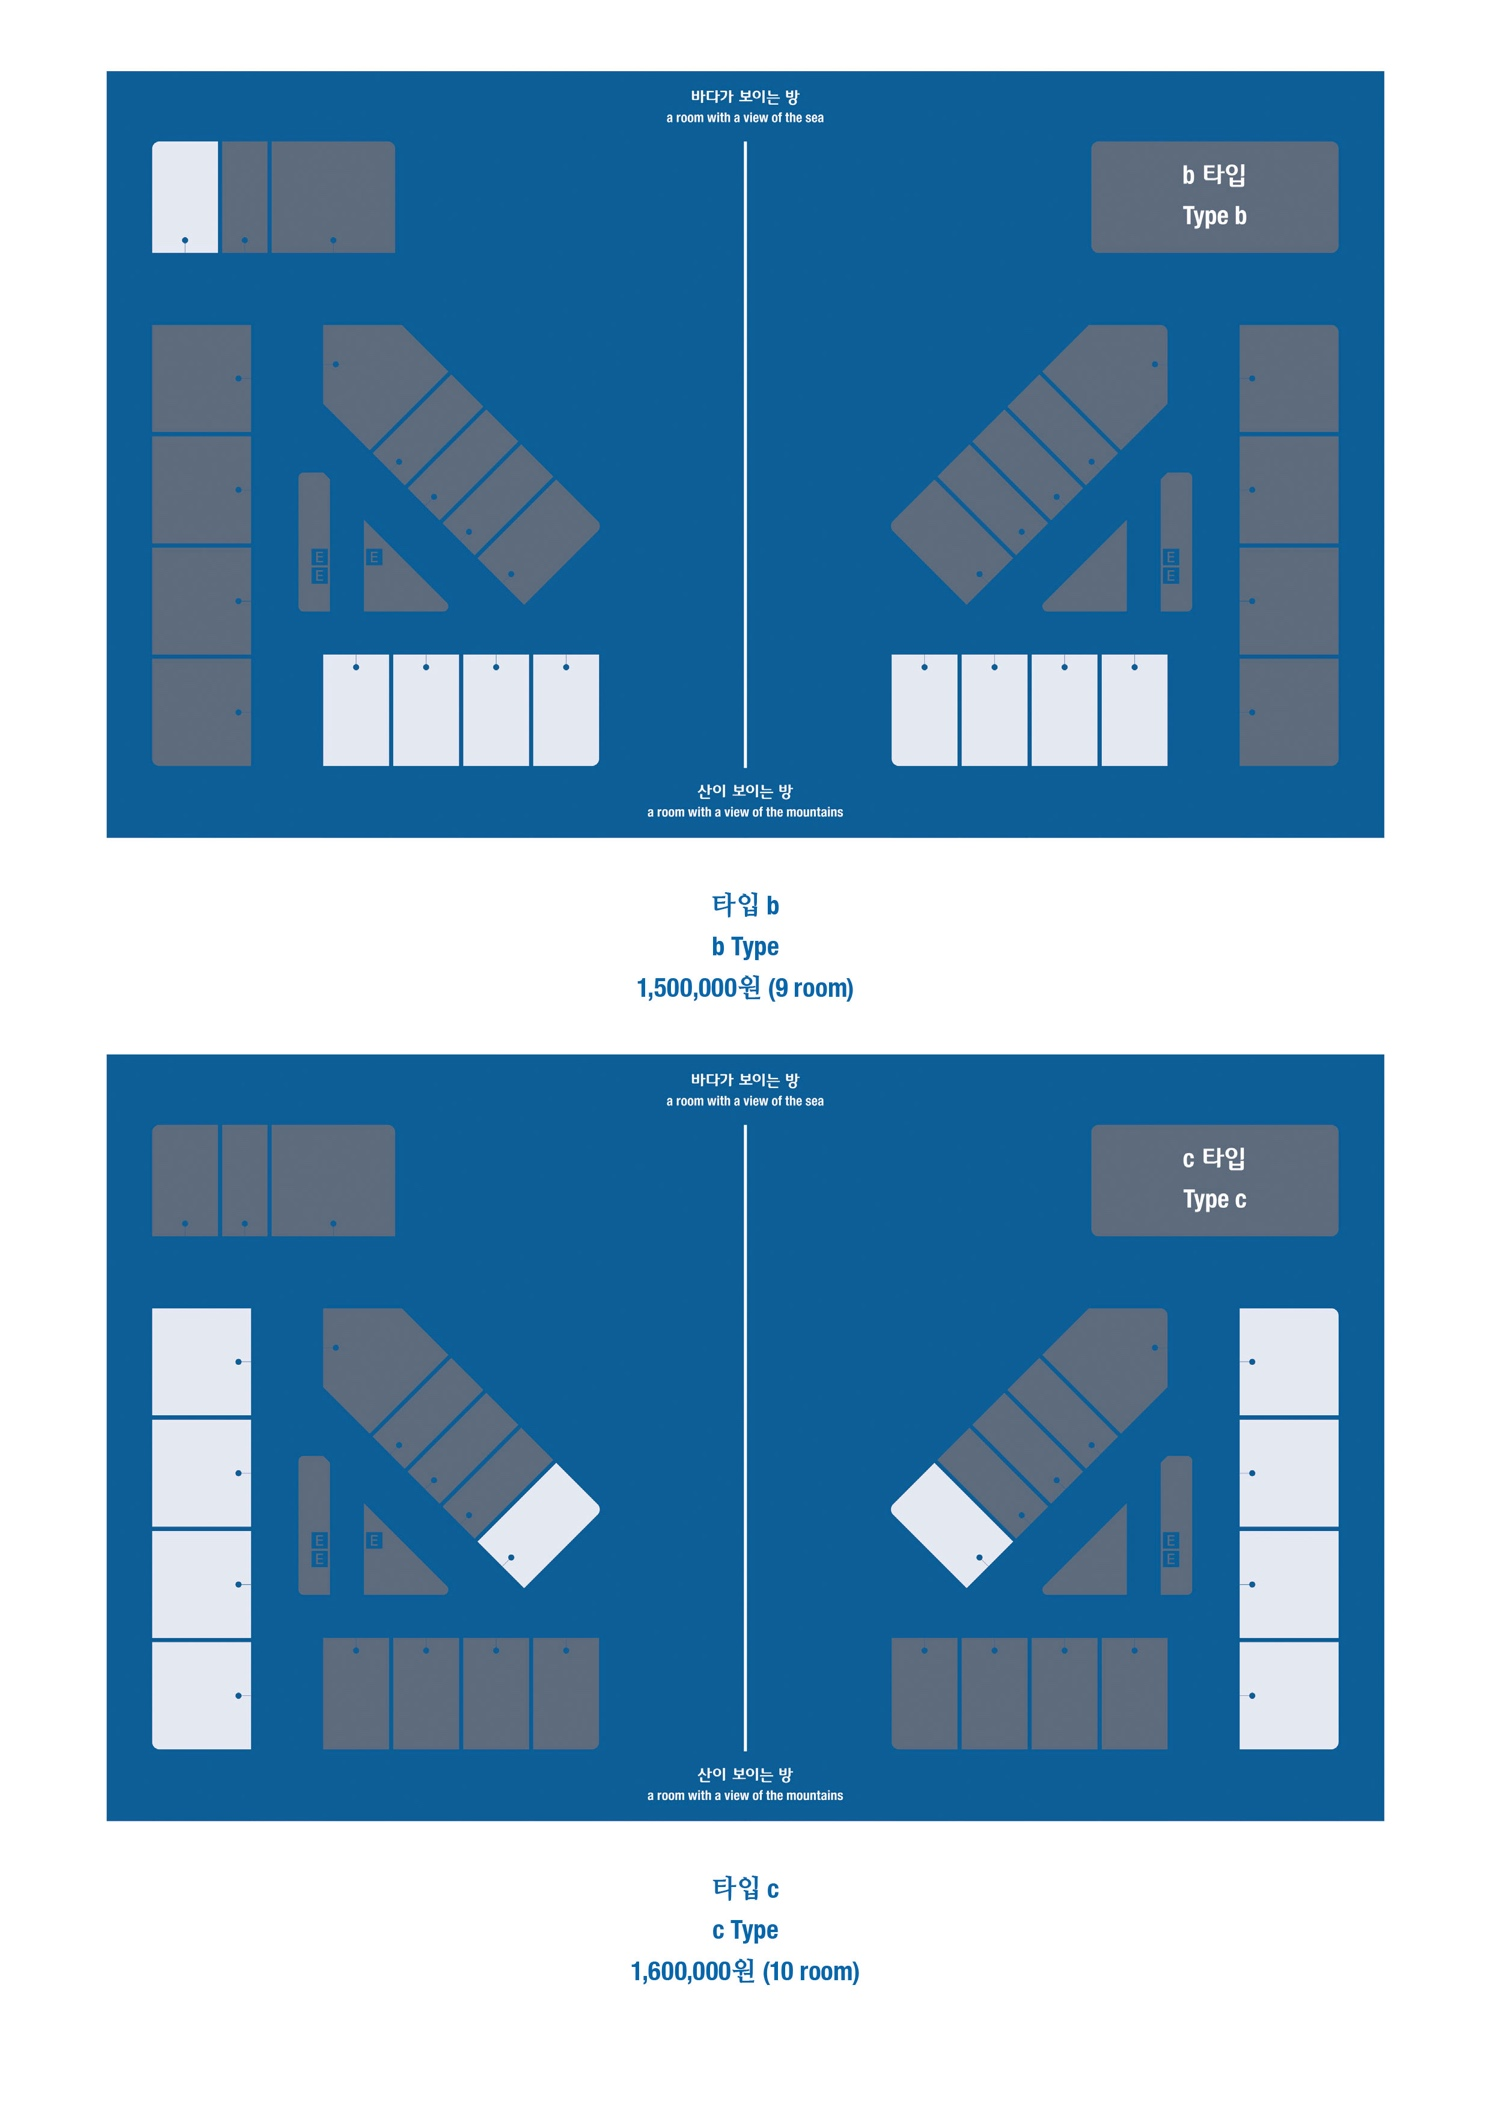 바다가 보이는 방
a room with a view of the sea
b 타입
Type b
E
E
E
E
E
산이 보이는 방
a room with a view of the mountains
타입 b
b Type
1,500,000원 (9 room)
바다가 보이는 방
a room with a view of the sea
c 타입
Type c
E
E
E
E
E
산이 보이는 방
a room with a view of the mountains
타입 c
c Type
1,600,000원 (10 room)